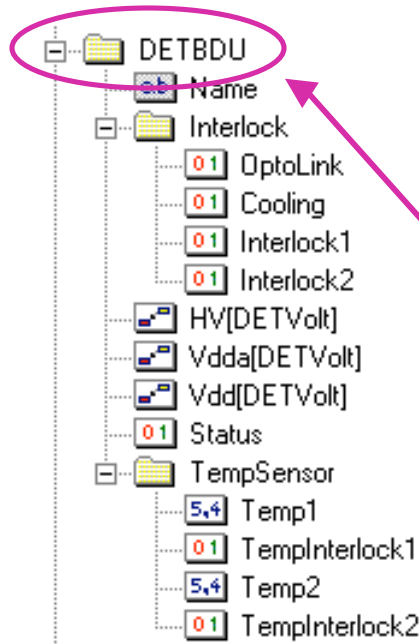 DETBDU
ab Name
Interlock
01 OptoLink
01 Cooling
01 Interlock1
01 Interlock2
HV[DETVolt]
Vdda[DETVolt]
Vdd[DETVolt]
01 Status
TempSensor
5,4 Temp1
01 TempInterlock1
5,4 Temp2
01 TempInterlock2